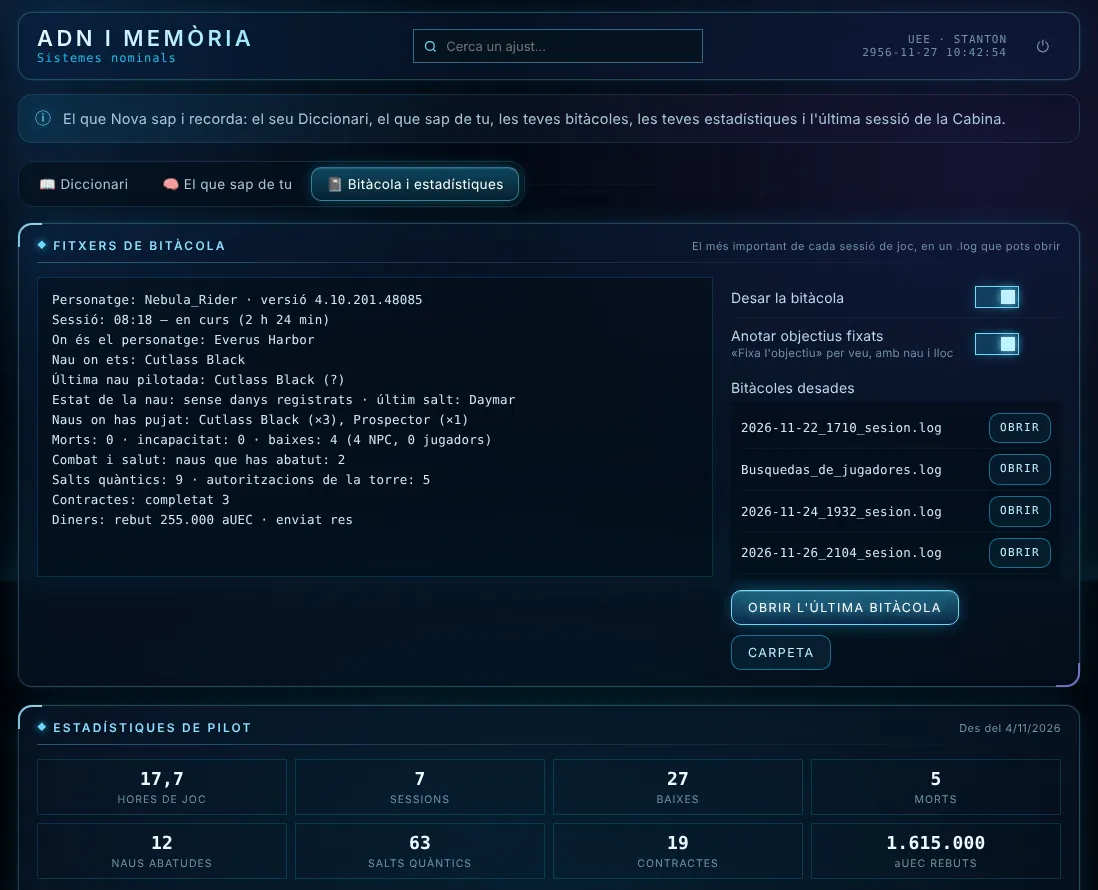 ADN I MEMÒRIA
Sistemes nominals
Cerca un ajust...
UEE · STANTON
2956-11-27 10:42:54
El que Nova sap i recorda: el seu Diccionari, el que sap de tu, les teves bitàcoles, les teves estadístiques i l'última sessió de la Cabina.
Diccionari
El que sap de tu
Bitàcola i estadístiques
FITXERS DE BITÀCOLA
El més important de cada sessió de joc, en un .log que pots obrir
Personatge: Nebula_Rider · versió 4.10.201.48085
Sessió: 08:18 — en curs (2 h 24 min)
On és el personatge: Everus Harbor
Nau on ets: Cutlass Black
Última nau pilotada: Cutlass Black (?)
Estat de la nau: sense danys registrats · últim salt: Daymar
Naus on has pujat: Cutlass Black (×3), Prospector (×1)
Morts: 0 · incapacitat: 0 · baixes: 4 (4 NPC, 0 jugadors)
Combat i salut: naus que has abatut: 2
Salts quàntics: 9 · autoritzacions de la torre: 5
Contractes: completat 3
Diners: rebut 255.000 aUEC · enviat res
Desar la bitàcola
Anotar objectius fixats
«Fixa l'objectiu» per veu, amb nau i lloc
Bitàcoles desades
2026-11-22_1710_sesion.log OBRIR
Busquedas_de_jugadores.log OBRIR
2026-11-24_1932_sesion.log OBRIR
2026-11-26_2104_sesion.log OBRIR
OBRIR L'ÚLTIMA BITÀCOLA
CARPETA
ESTADÍSTIQUES DE PILOT
Des del 4/11/2026
17,7
HORES DE JOC
7
SESSIONS
27
BAIXES
5
MORTS
12
NAUS ABATUDES
63
SALTS QUÀNTICS
19
CONTRACTES
1.615.000
aUEC REBUTS